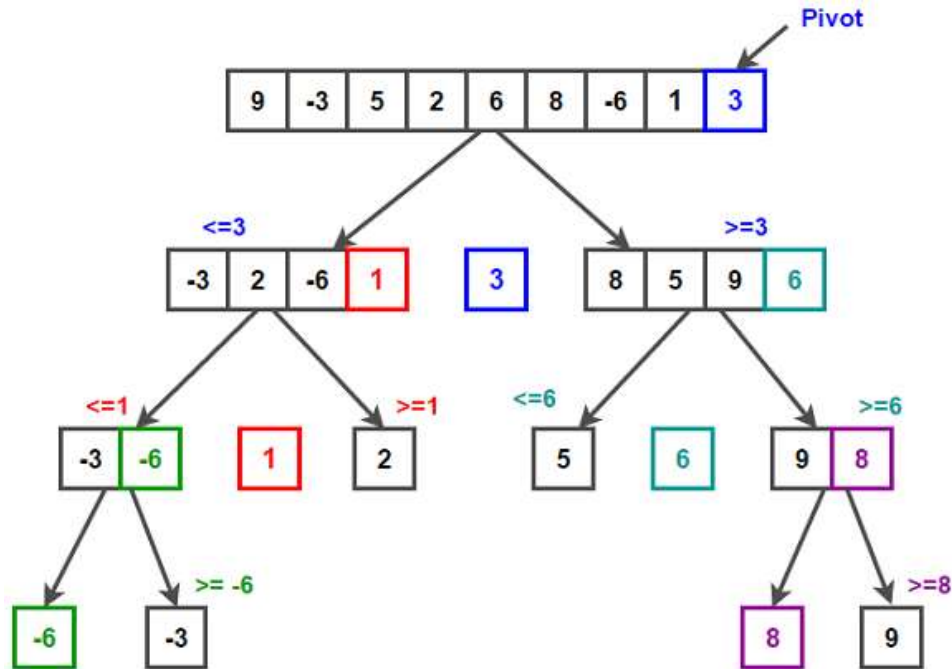 Pivot
9 -3 5 2 6 8 -6 1 3
<=3 >=3
-3 2 -6 1 3 8 5 9 6
<=1 >=1 <=6 >=6
-3 -6 1 2 5 6 9 8
>= -6 >=8
-6 -3 8 9